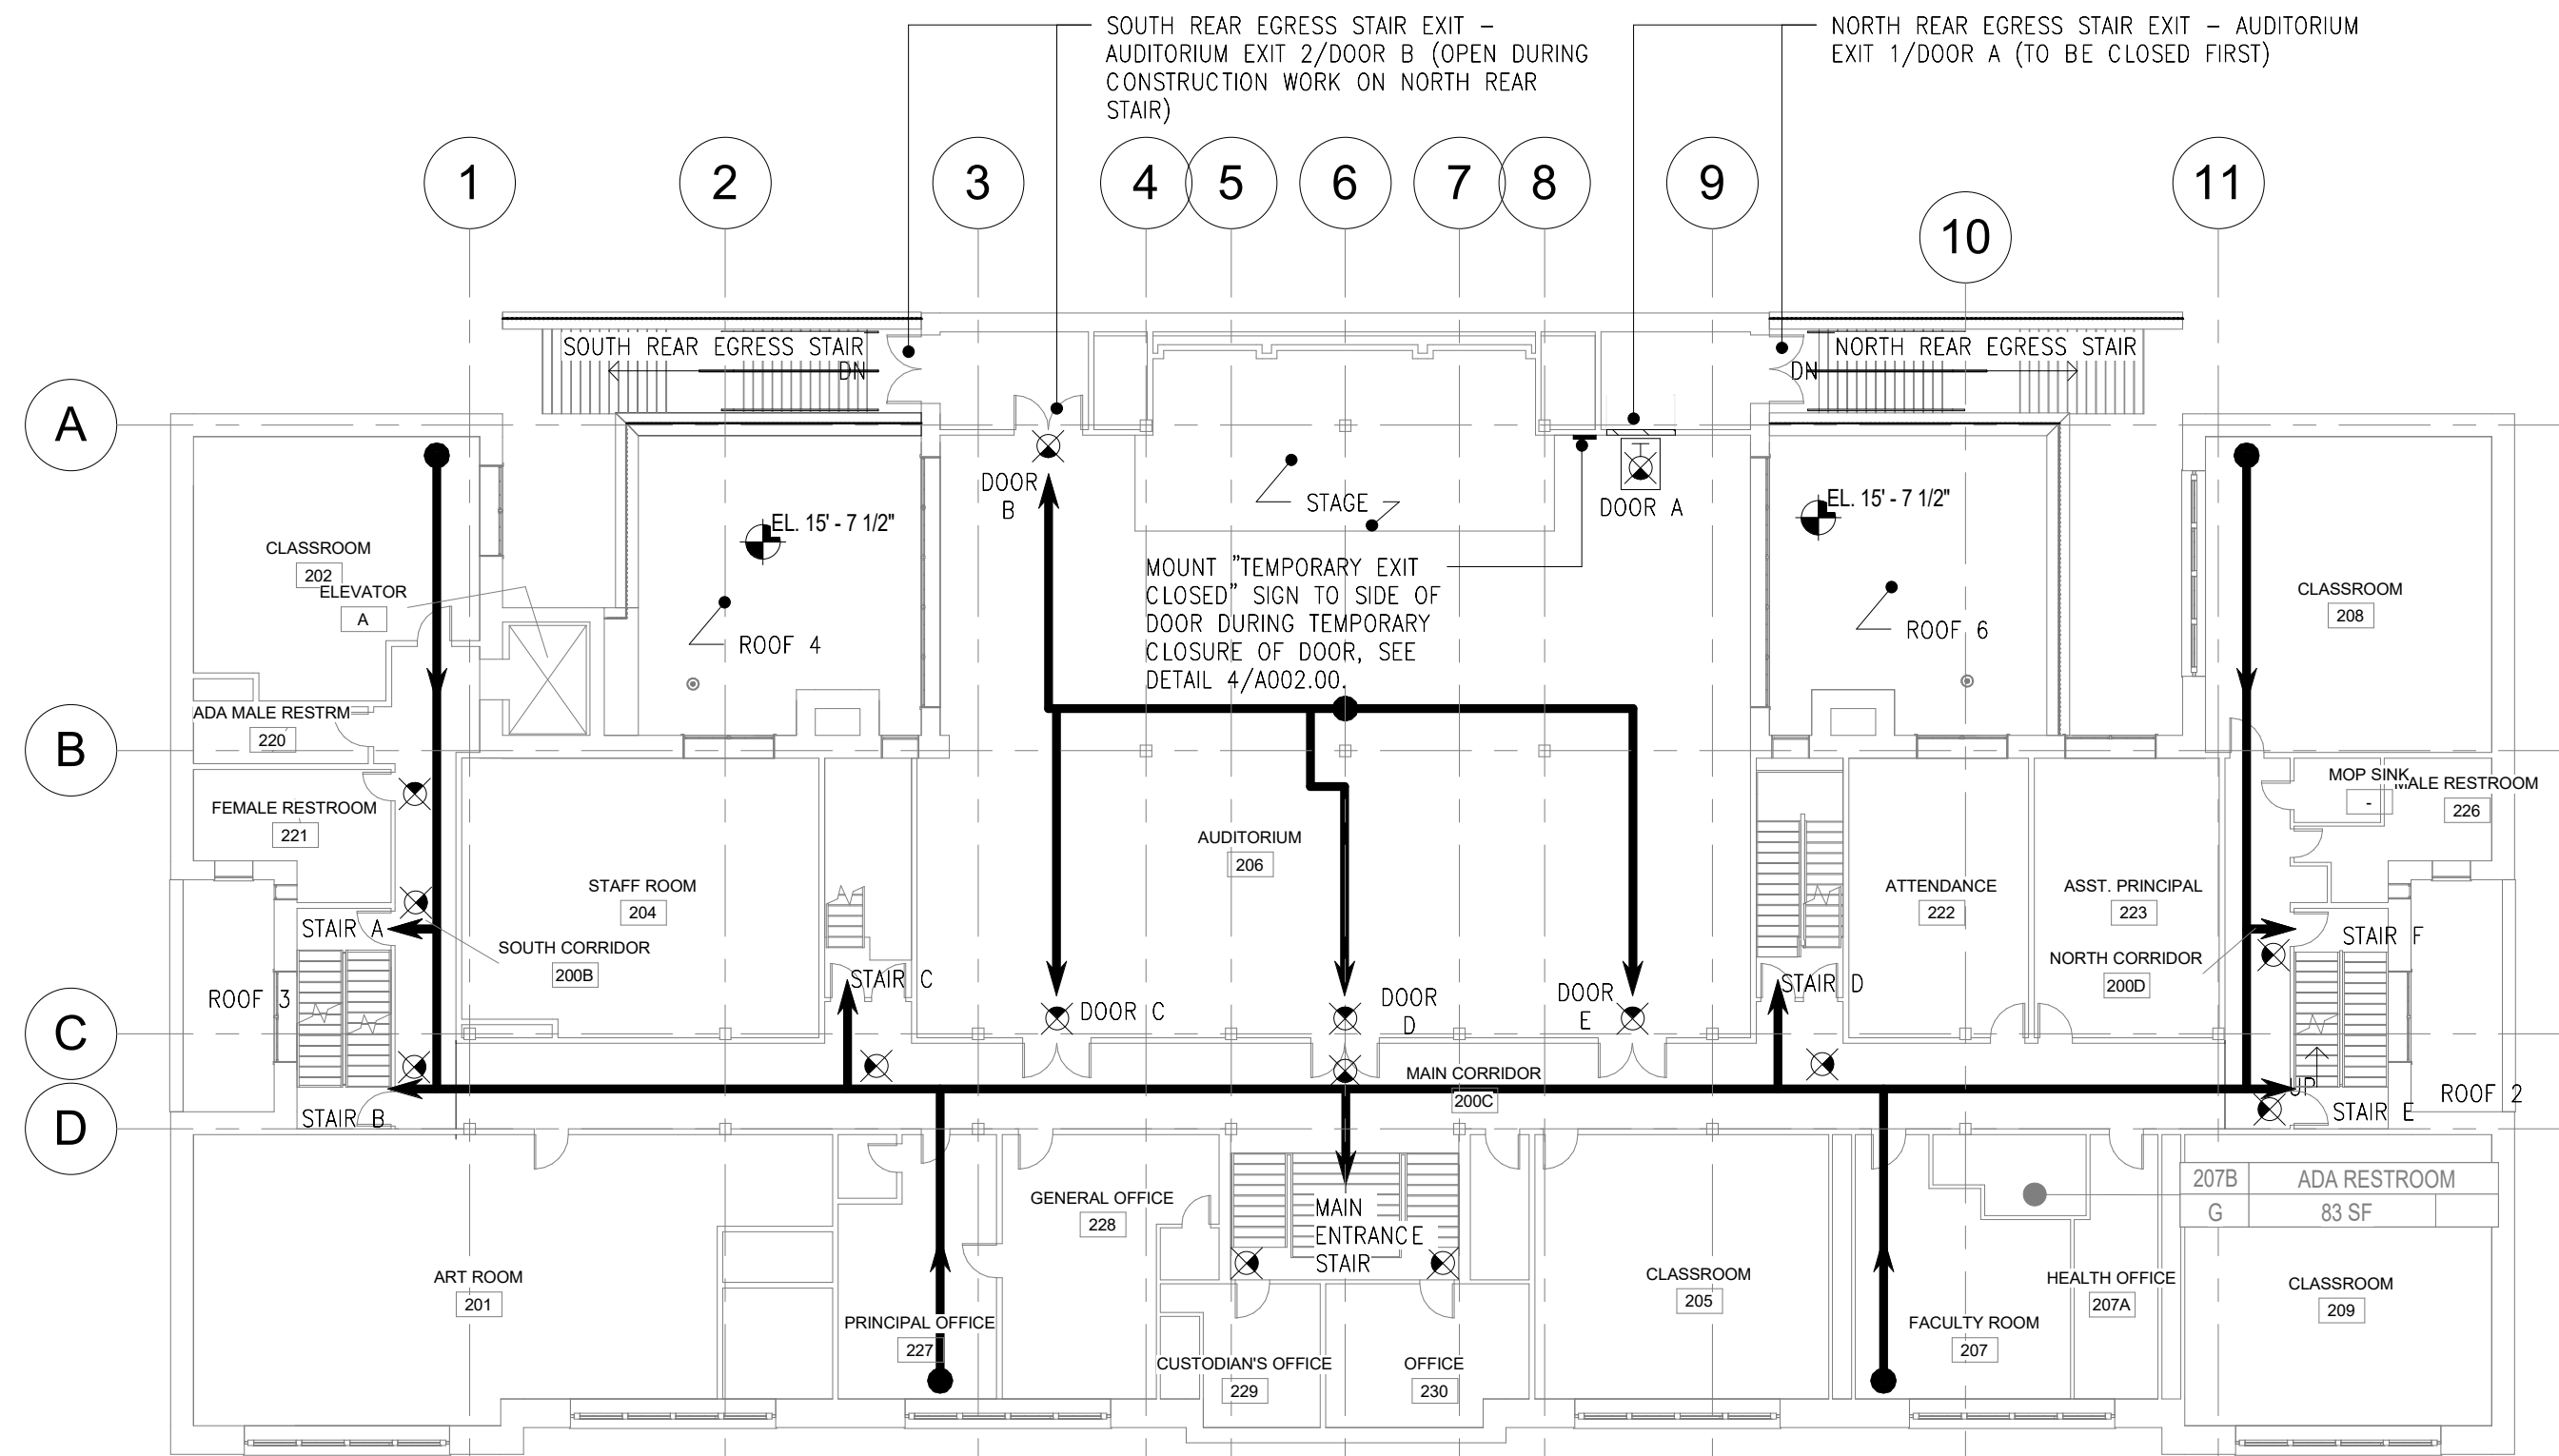 SOUTH REAR EGRESS STAIR EXIT –
AUDITORIUM EXIT 2/DOOR B (OPEN DURING
CONSTRUCTION WORK ON NORTH REAR
STAIR)
NORTH REAR EGRESS STAIR EXIT – AUDITORIUM
EXIT 1/DOOR A (TO BE CLOSED FIRST)
1
2
3
4
5
6
7
8
9
10
11
SOUTH REAR EGRESS STAIR
DN
NORTH REAR EGRESS STAIR
DN
A
DOOR
B
STAGE
DOOR A
EL. 15' - 7 1/2"
EL. 15' - 7 1/2"
CLASSROOM
202
ELEVATOR
A
MOUNT "TEMPORARY EXIT
CLOSED" SIGN TO SIDE OF
DOOR DURING TEMPORARY
CLOSURE OF DOOR, SEE
DETAIL 4/A002.00.
CLASSROOM
208
ROOF 4
ROOF 6
ADA MALE RESTRM
220
B
FEMALE RESTROOM
221
MOP SINK
-
MALE RESTROOM
226
AUDITORIUM
206
STAFF ROOM
204
ATTENDANCE
222
ASST. PRINCIPAL
223
STAIR A
SOUTH CORRIDOR
200B
STAIR F
NORTH CORRIDOR
200D
ROOF 3
STAIR C
STAIR D
C
DOOR C
DOOR
D
DOOR
E
MAIN CORRIDOR
200C
UP
ROOF 2
D
STAIR B
STAIR E
207B
ADA RESTROOM
G
83 SF
GENERAL OFFICE
228
MAIN
ENTRANCE
STAIR
ART ROOM
201
CLASSROOM
205
HEALTH OFFICE
207A
CLASSROOM
209
PRINCIPAL OFFICE
227
FACULTY ROOM
207
CUSTODIAN'S OFFICE
229
OFFICE
230